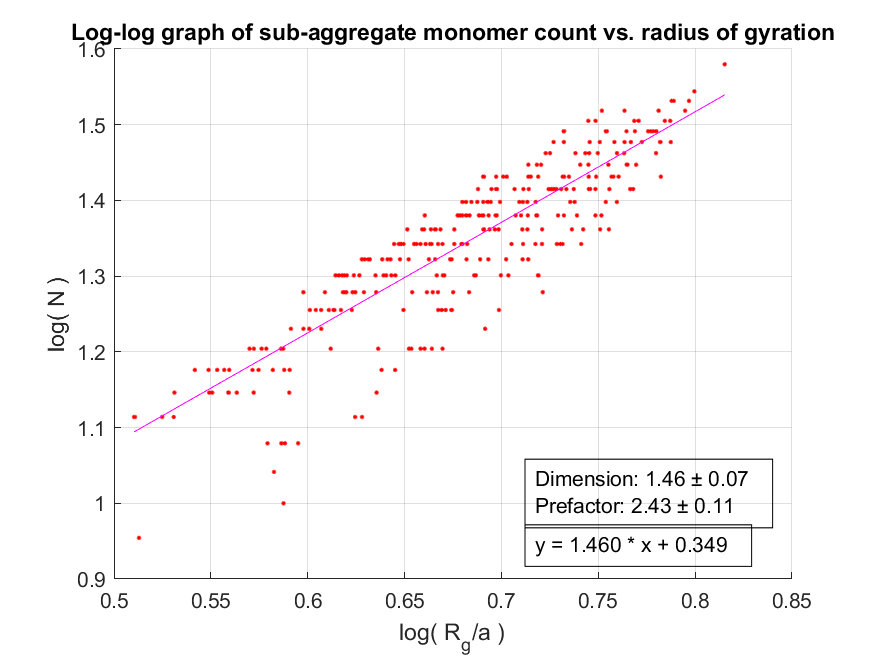 Log-log graph of sub-aggregate monomer count vs. radius of gyration
1.6
1.5
1.4
1.3
1.2
1.1
1
0.9
log( N )
Dimension: 1.46 ± 0.07
Prefactor: 2.43 ± 0.11
y = 1.460 * x + 0.349
0.5 0.55 0.6 0.65 0.7 0.75 0.8 0.85
log( R_g/a )